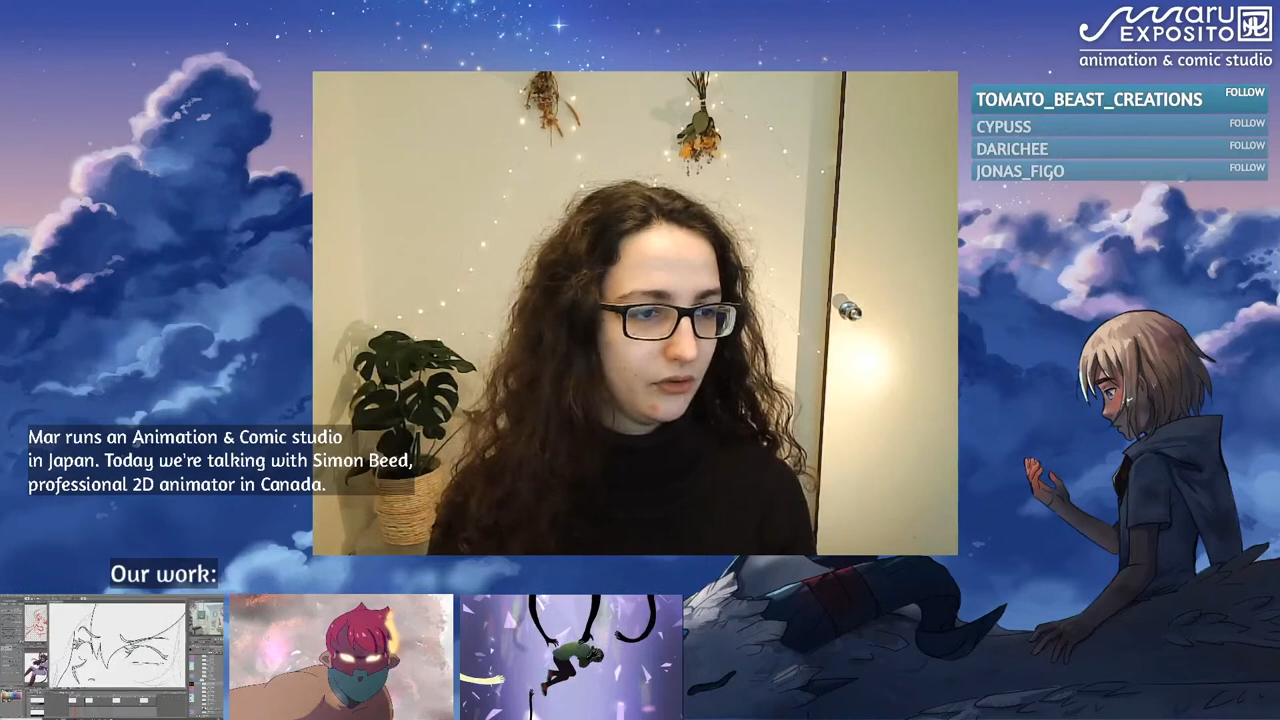 maru
EXPOSITO
animation & comic studio
TOMATO_BEAST_CREATIONS FOLLOW
CYPUSS FOLLOW
DARICHEE FOLLOW
JONAS_FIGO FOLLOW
Mar runs an Animation & Comic studio
in Japan. Today we're talking with Simon Beed,
professional 2D animator in Canada.
Our work: